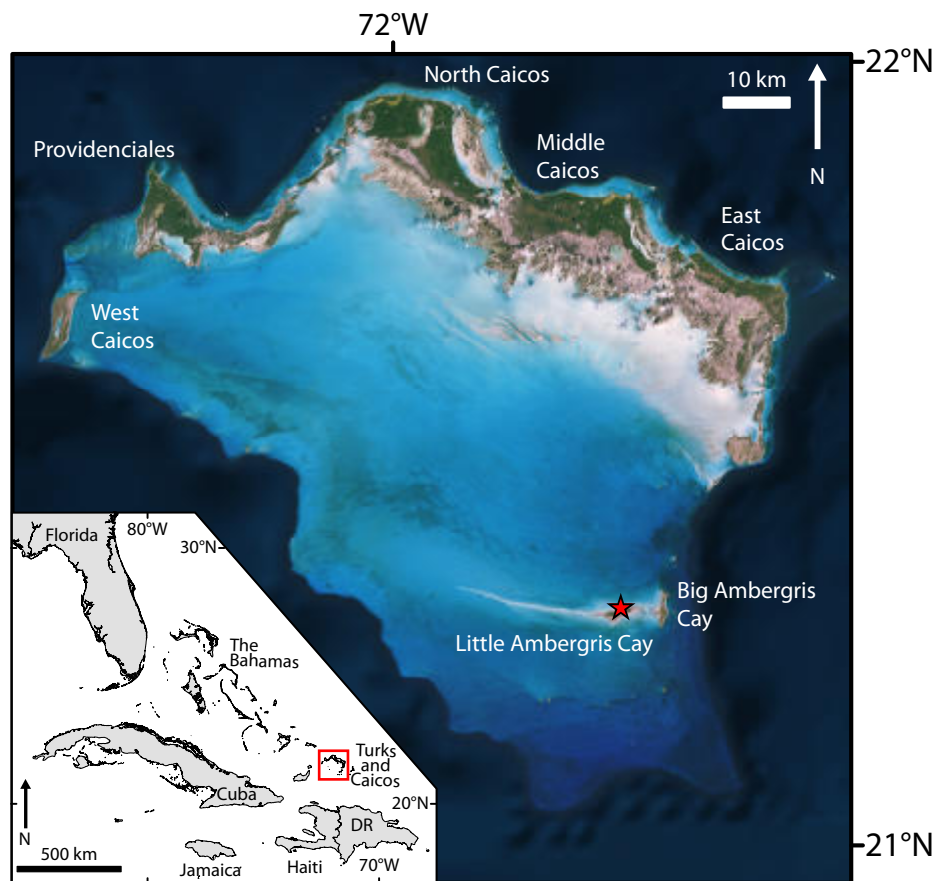 72°W
22°N
North Caicos
10 km
N
Middle
Caicos
Providenciales
East
Caicos
West
Caicos
Big Ambergris
Cay
Little Ambergris Cay
21°N
80°W
Florida
30°N
The
Bahamas
Turks
and
Caicos
Cuba
20°N
N
DR
500 km
Haiti
70°W
Jamaica